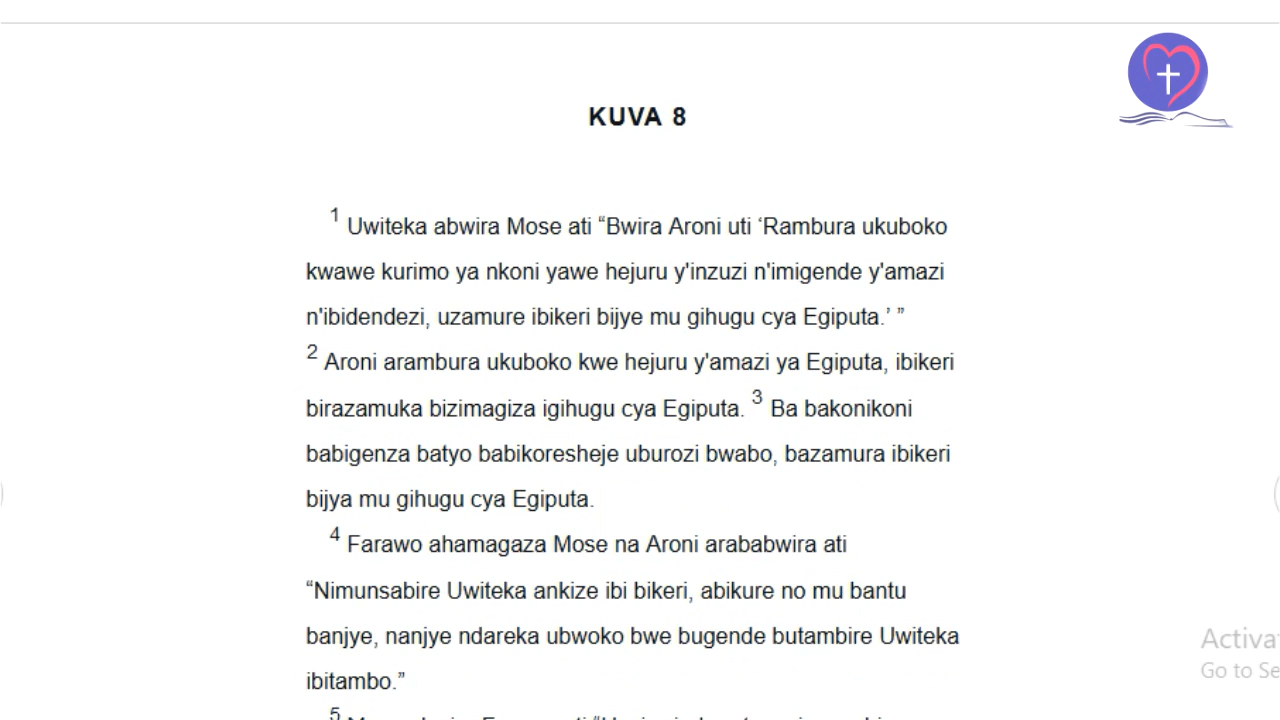 KUVA 8
1 Uwiteka abwira Mose ati “Bwira Aroni uti ‘Rambura ukuboko
kwawe kurimo ya nkoni yawe hejuru y'inzuzi n'imigende y'amazi
n'ibidendezi, uzamure ibikeri bijye mu gihugu cya Egiputa.’ ”
2 Aroni arambura ukuboko kwe hejuru y'amazi ya Egiputa, ibikeri
birazamuka bizimagiza igihugu cya Egiputa. 3 Ba bakonikoni
babigenza batyo babikoresheje uburozi bwabo, bazamura ibikeri
bijya mu gihugu cya Egiputa.
4 Farawo ahamagaza Mose na Aroni arababwira ati
“Nimunsabire Uwiteka ankize ibi bikeri, abikure no mu bantu
banjye, nanjye ndareka ubwoko bwe bugende butambire Uwiteka
ibitambo.”
5
Activa
Go to Se